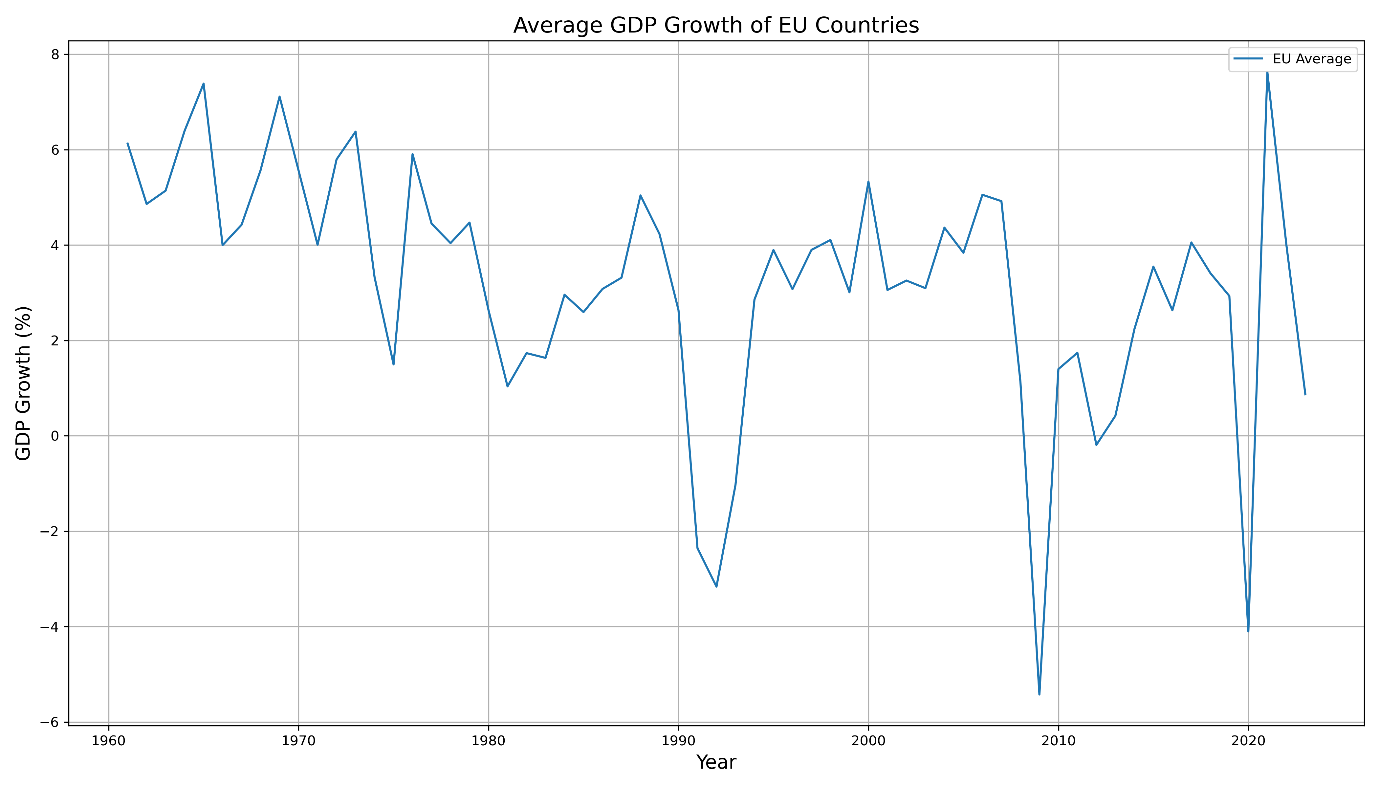 Average GDP Growth of EU Countries
EU Average
GDP Growth (%)
8
6
4
2
0
−2
−4
−6
1960 1970 1980 1990 2000 2010 2020
Year